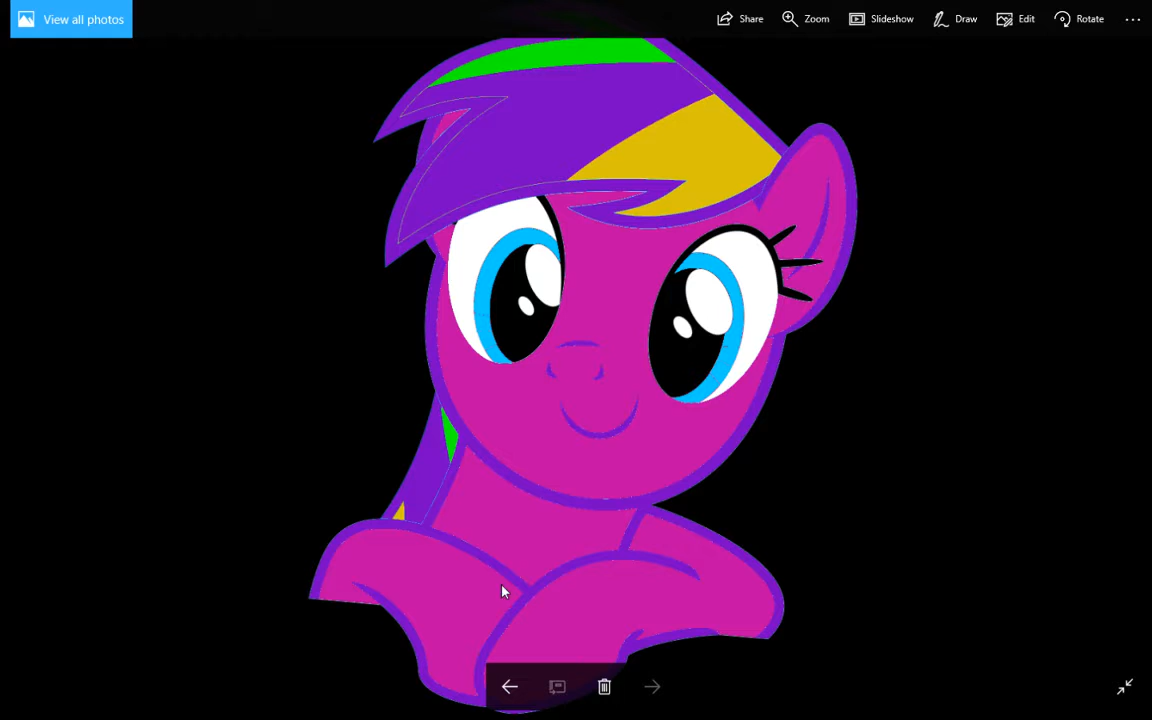 View all photos
Share
Zoom
Slideshow
Draw
Edit
Rotate